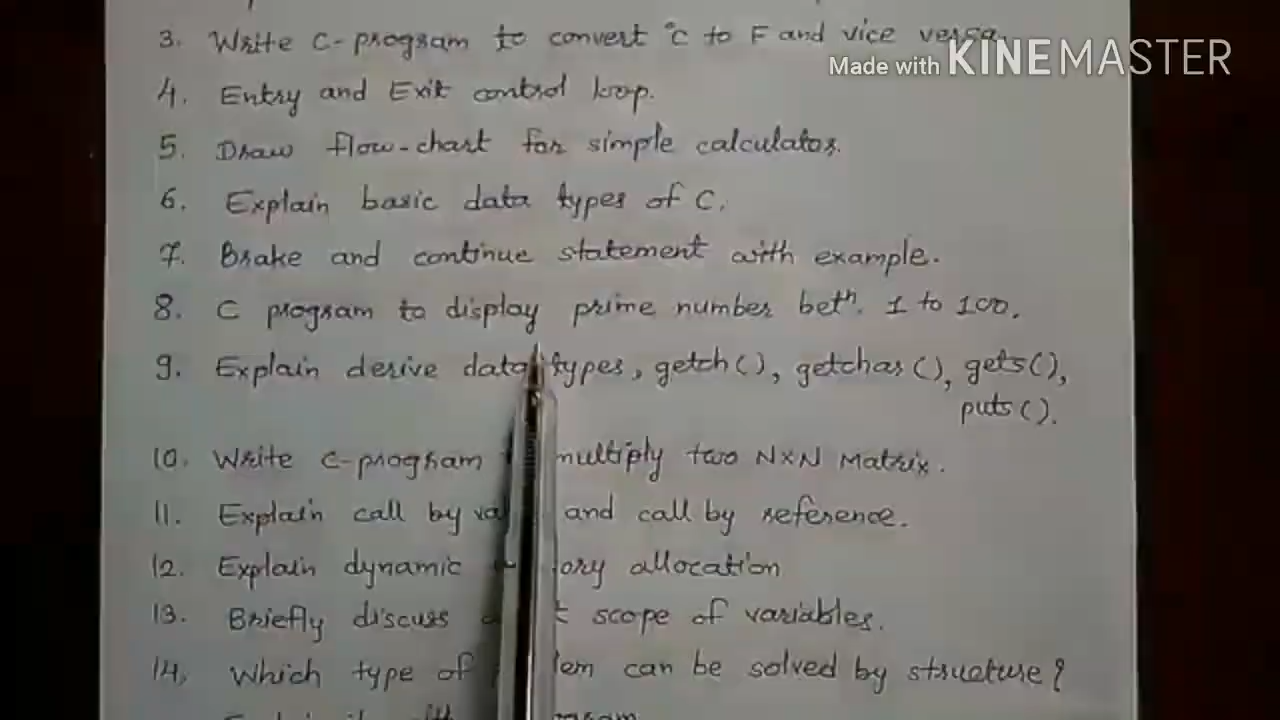 3. Write C-program to convert °C to F and vice versa.
Made with KINEMASTER
4. Entry and Exit control loop.
5. Draw flow-chart for simple calculator.
6. Explain basic data types of C.
7. Brake and continue statement with example.
8. C program to display prime number betn. 1 to 100.
9. Explain derive data types, getch(), getchar(), gets(),
puts().
10. Write C-program multiply two NxN Matrix.
11. Explain call by and call by reference.
12. Explain dynamic allocation
13. Briefly discuss scope of variables.
14, Which type of can be solved by structure?